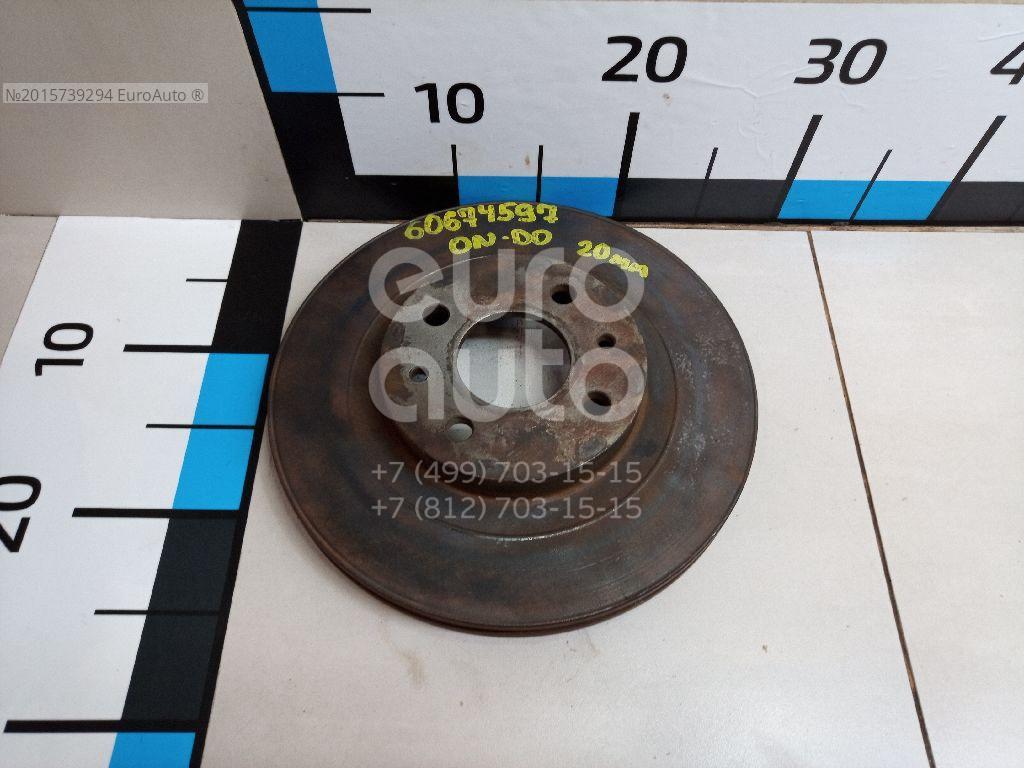 10 20 30 4
№2015739294 EuroAuto ®
60674597
ON-DO 20мм
euro
auto
10
+7 (499) 703-15-15
+7 (812) 703-15-15
20